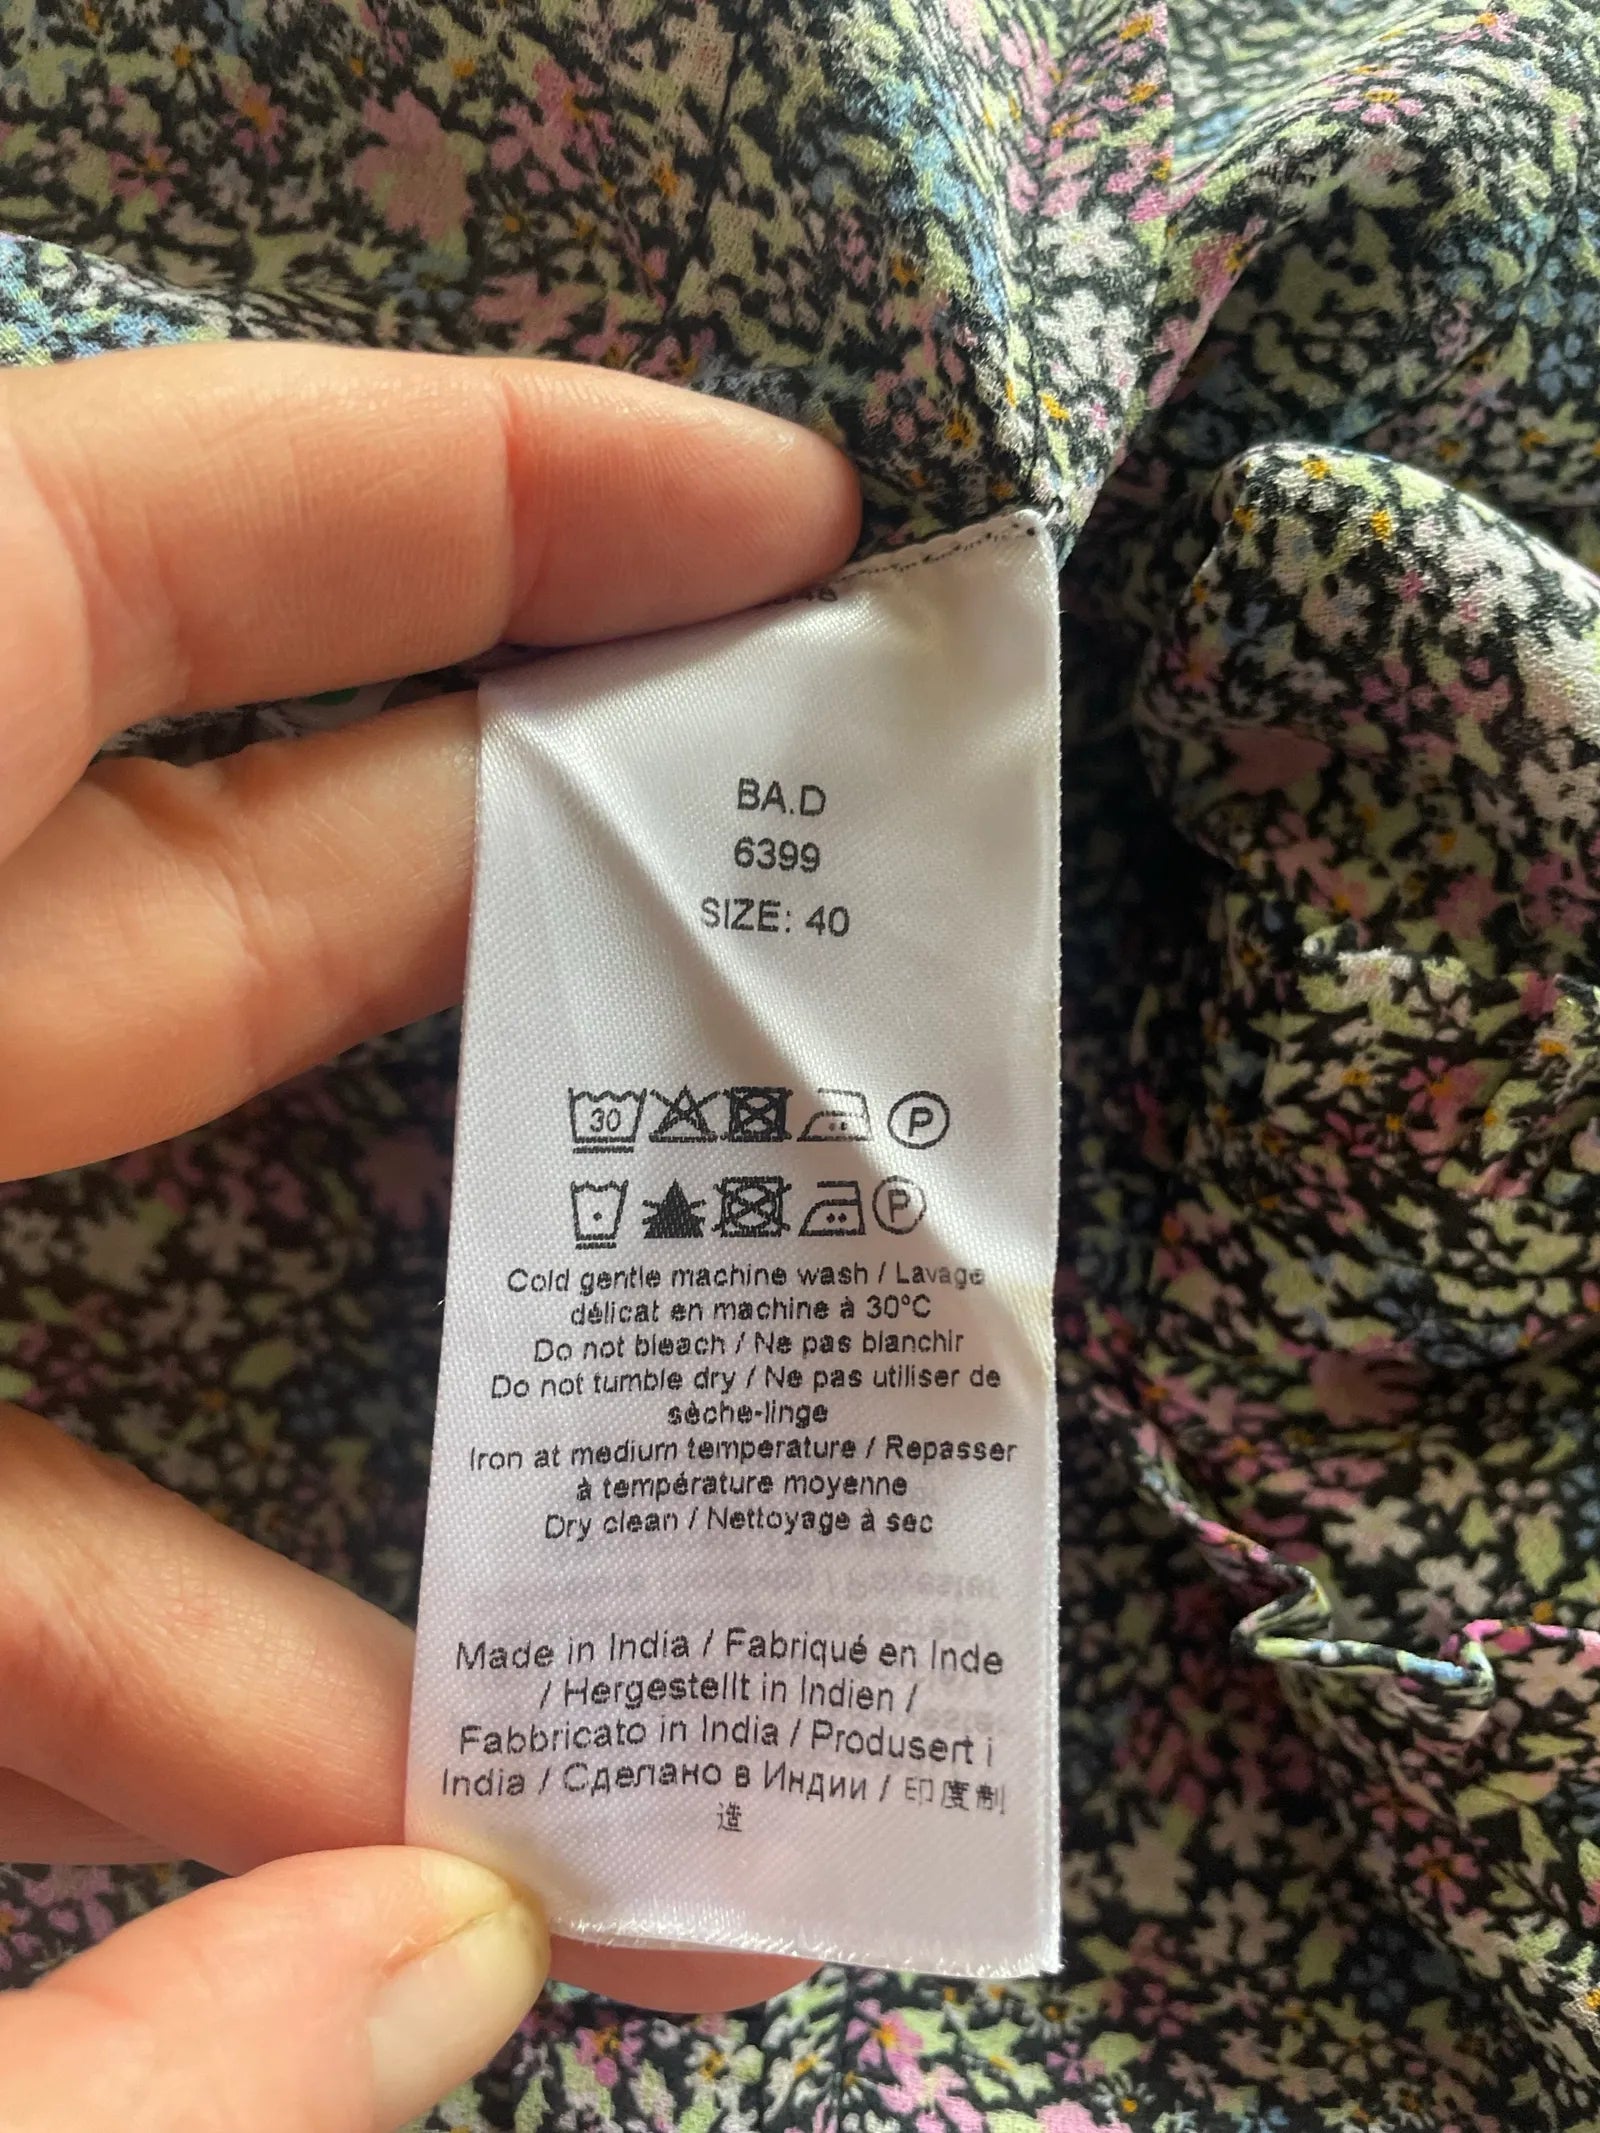 BA.D
6399
SIZE: 40
30 P
P
Cold gentle machine wash / Lavage
délicat en machine à 30°C
Do not bleach / Ne pas blanchir
Do not tumble dry / Ne pas utiliser de
sèche-linge
Iron at medium temperature / Repasser
à température moyenne
Dry clean / Nettoyage à sec
Made in India / Fabriqué en Inde
/ Hergestellt in Indien /
Fabbricato in India / Produsert i
India / Сделано в Индии / 印度制
造